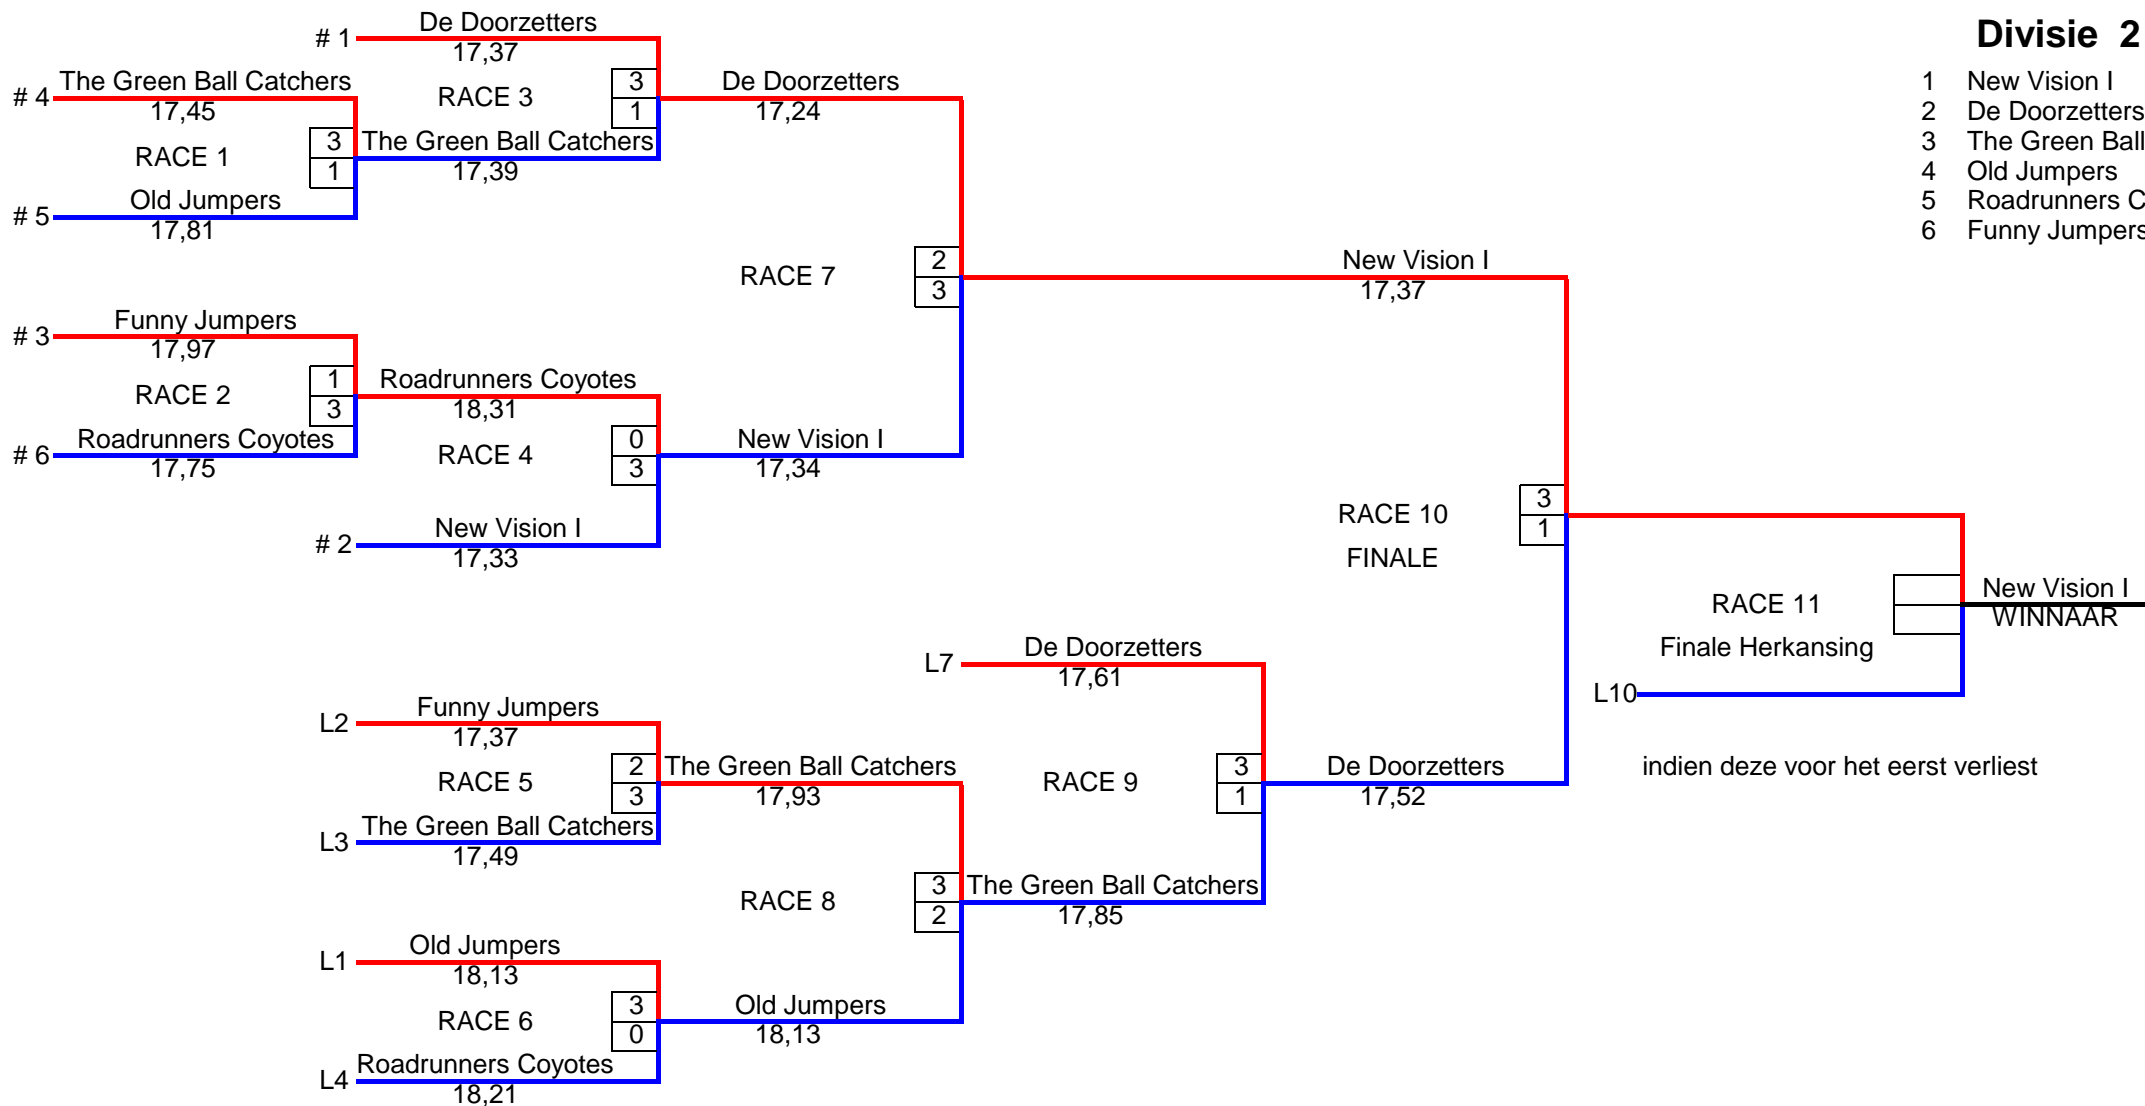 Divisie 2
1 New Vision I
2 De Doorzetters
3 The Green Ball
4 Old Jumpers
5 Roadrunners C
6 Funny Jumpers
# 1 De Doorzetters
17,37
# 4 The Green Ball Catchers
17,45
RACE 1
3
1
# 5 Old Jumpers
17,81
RACE 3
3
1
The Green Ball Catchers
17,39
De Doorzetters
17,24
# 3 Funny Jumpers
17,97
RACE 2
1
3
# 6 Roadrunners Coyotes
17,75
Roadrunners Coyotes
18,31
RACE 4
0
3
# 2 New Vision I
17,33
New Vision I
17,34
RACE 7
2
3
New Vision I
17,37
RACE 10
FINALE
3
1
L2 Funny Jumpers
17,37
RACE 5
2
3
L3 The Green Ball Catchers
17,49
The Green Ball Catchers
17,93
L1 Old Jumpers
18,13
RACE 6
3
0
L4 Roadrunners Coyotes
18,21
Old Jumpers
18,13
RACE 8
3
2
L7 De Doorzetters
17,61
RACE 9
3
1
The Green Ball Catchers
17,85
De Doorzetters
17,52
RACE 11
Finale Herkansing
L10
indien deze voor het eerst verliest
New Vision I
WINNAAR